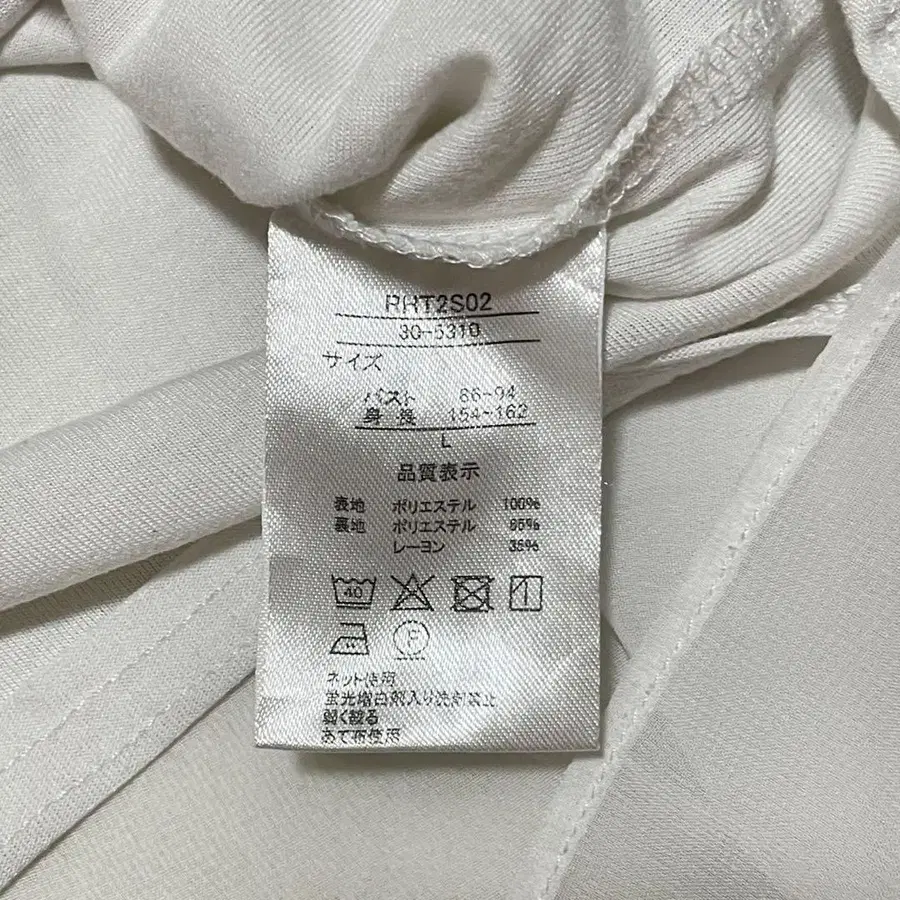 RHT2S02
30-5310
サイズ
バスト 86-94
身長 154-162
L
品質表示
表地 ポリエステル 100%
裏地 ポリエステル 65%
レーヨン 35%
40
F
ネット使用
蛍光増白剤入り洗剤禁止
弱く絞る
あて布使用